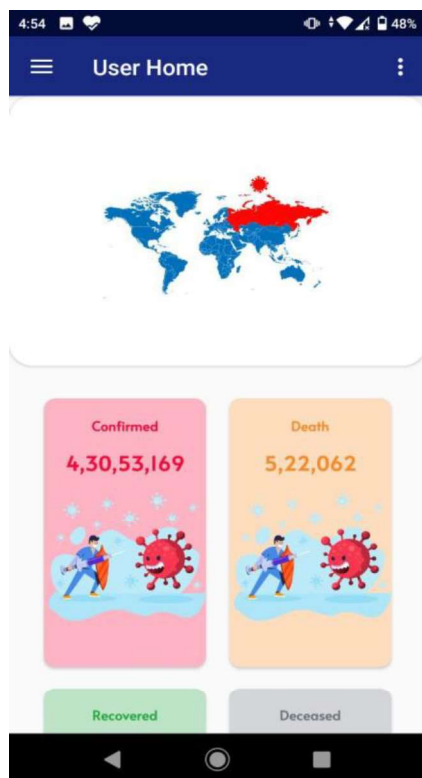 4:54 48%
User Home
Confirmed Death
4,30,53,169 5,22,062
Recovered Deceased